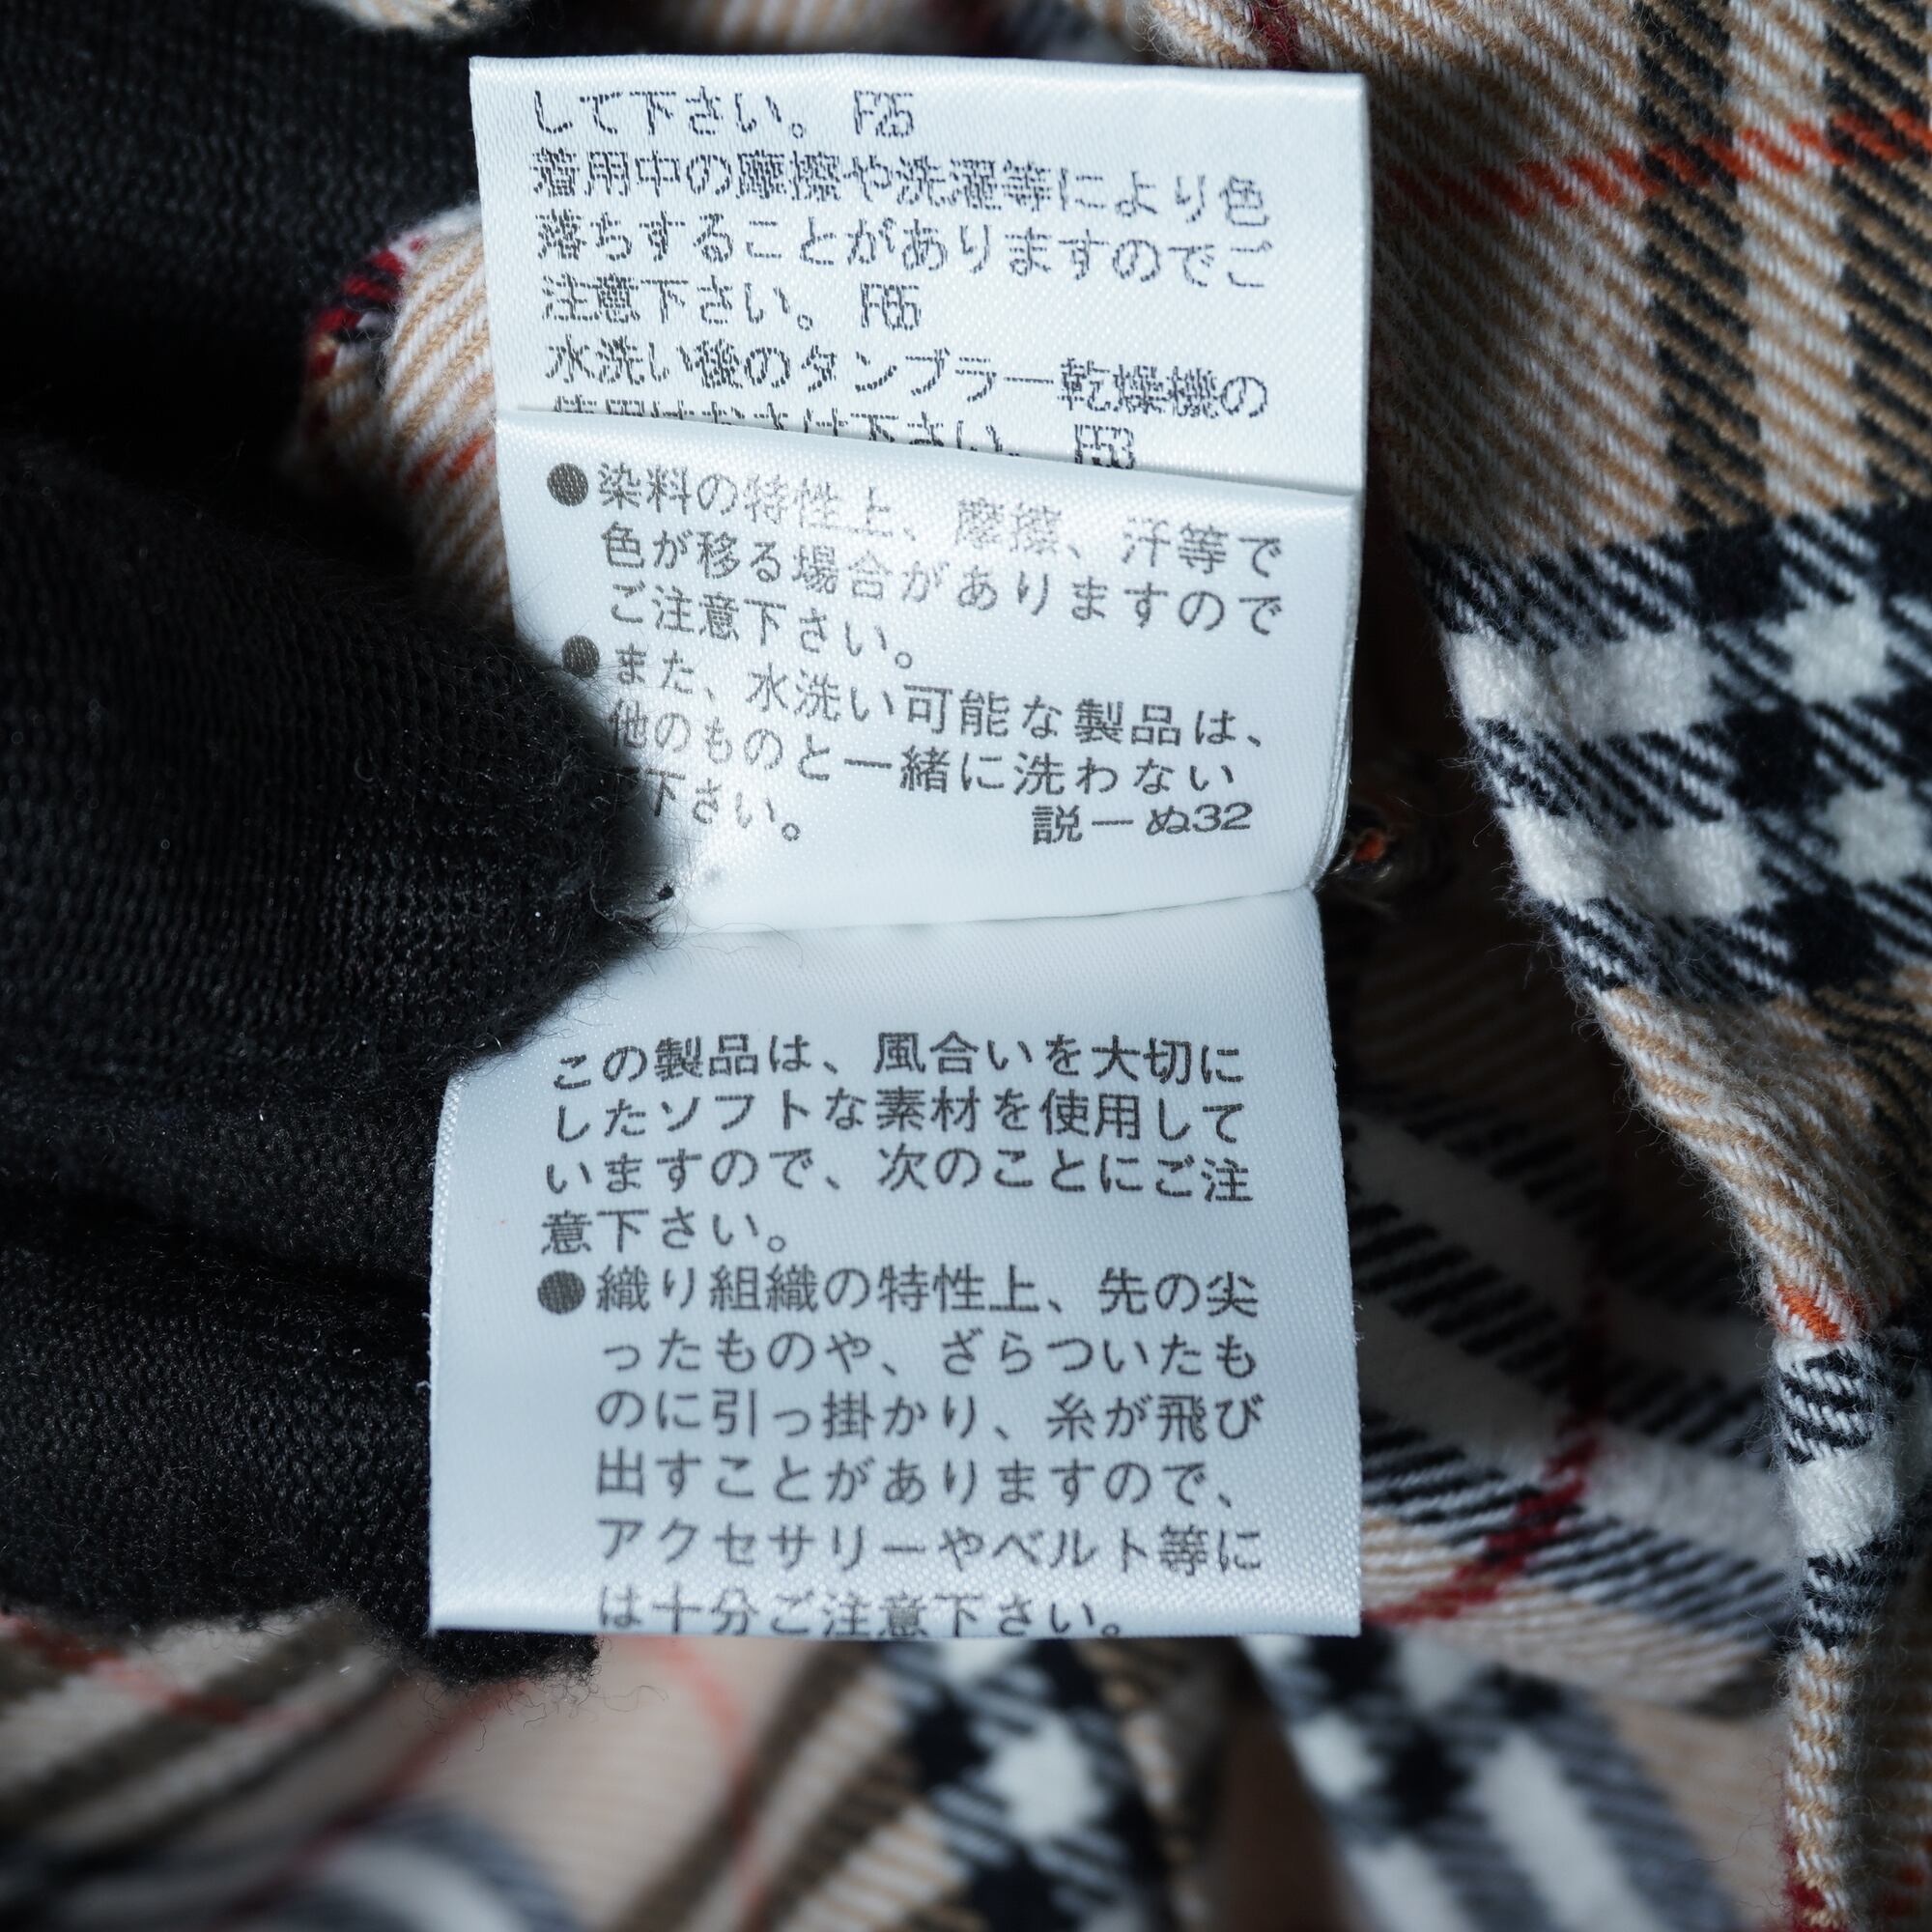 して下さい。 F25
着用中の摩擦や洗濯等により色
落ちすることがありますのでご
注意下さい。 F65
水洗い後のタンブラー乾燥機の
使用はおさけ下さい。 F53
●染料の特性上、摩擦、汗等で
色が移る場合がありますので
ご注意下さい。
●また、水洗い可能な製品は、
他のものと一緒に洗わない
下さい。 説ーぬ32
この製品は、風合いを大切に
したソフトな素材を使用して
いますので、次のことにご注
意下さい。
●織り組織の特性上、先の尖
ったものや、ざらついたも
のに引っ掛かり、糸が飛び
出すことがありますので、
アクセサリーやベルト等に
は十分ご注意下さい。